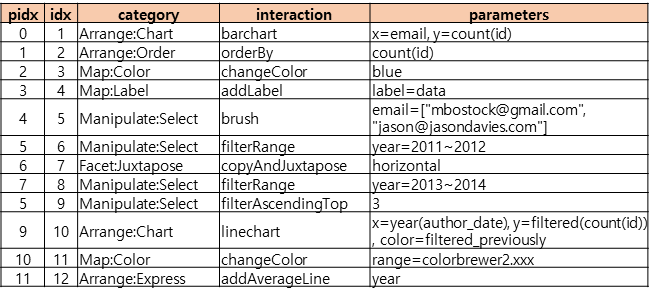 pidx idx category interaction parameters
0 1 Arrange:Chart barchart x=email, y=count(id)
1 2 Arrange:Order orderBy count(id)
2 3 Map:Color changeColor blue
3 4 Map:Label addLabel label=data
4 5 Manipulate:Select brush email=["mbostock@gmail.com",
"jason@jasondavies.com"]
5 6 Manipulate:Select filterRange year=2011~2012
6 7 Facet:Juxtapose copyAndJuxtapose horizontal
7 8 Manipulate:Select filterRange year=2013~2014
5 9 Manipulate:Select filterAscendingTop 3
9 10 Arrange:Chart linechart x=year(author_date), y=filtered(count(id))
, color=filtered_previously
10 11 Map:Color changeColor range=colorbrewer2.xxx
11 12 Arrange:Express addAverageLine year